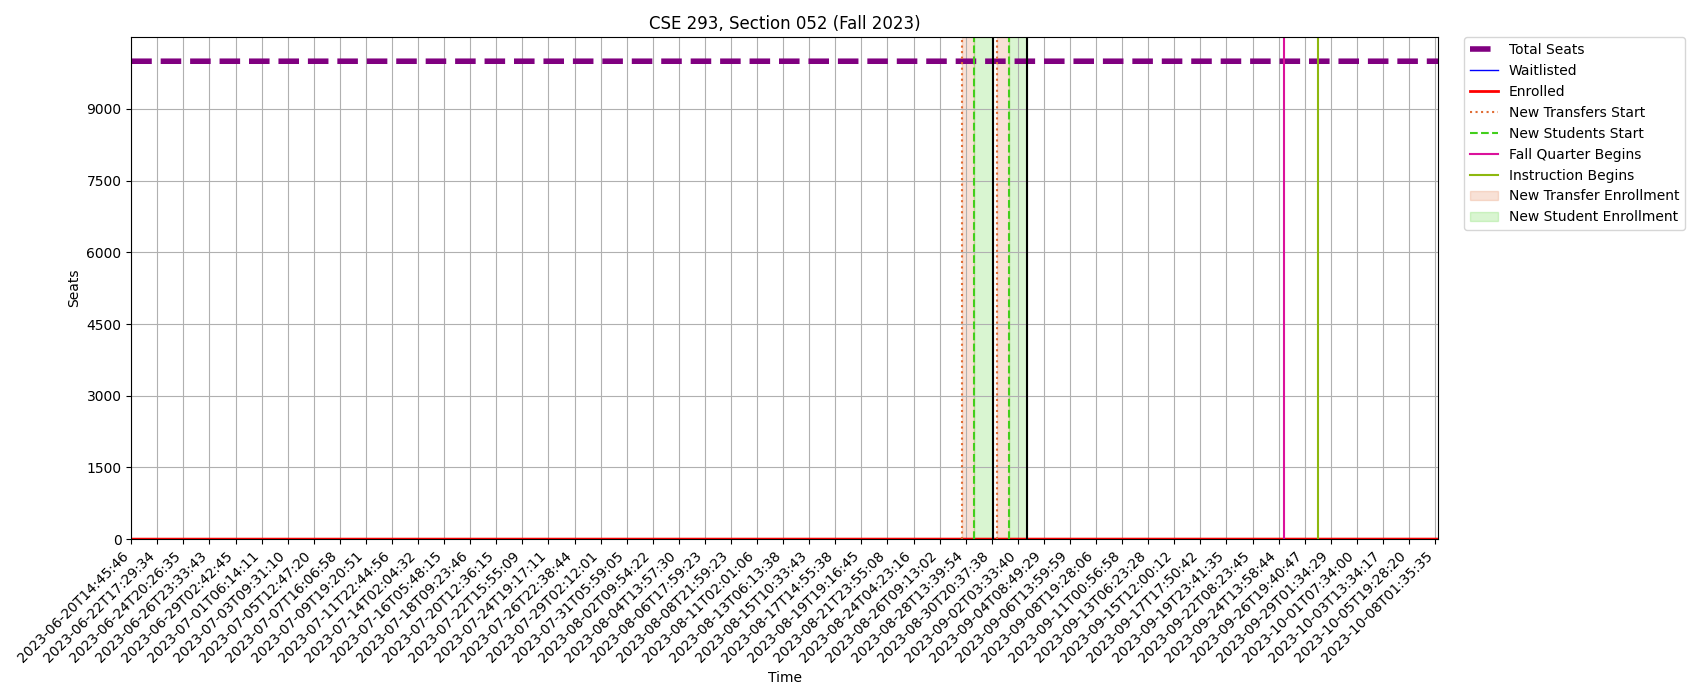 CSE 293, Section 052 (Fall 2023)
Total Seats
Waitlisted
Enrolled
New Transfers Start
New Students Start
Fall Quarter Begins
Instruction Begins
New Transfer Enrollment
New Student Enrollment
Seats
9000
7500
6000
4500
3000
1500
0
2023-06-20T14:45:46
2023-06-22T17:29:34
2023-06-24T20:26:35
2023-06-26T23:33:43
2023-06-29T02:42:45
2023-07-01T06:14:11
2023-07-03T09:31:10
2023-07-05T12:47:20
2023-07-07T16:06:58
2023-07-09T19:20:51
2023-07-11T22:44:56
2023-07-14T02:04:32
2023-07-16T05:48:15
2023-07-18T09:23:46
2023-07-20T12:36:15
2023-07-22T15:55:09
2023-07-24T19:17:11
2023-07-26T22:38:44
2023-07-29T02:12:01
2023-07-31T05:59:05
2023-08-02T09:54:22
2023-08-04T13:57:30
2023-08-06T17:59:23
2023-08-08T21:59:23
2023-08-11T02:01:06
2023-08-13T06:13:38
2023-08-15T10:33:43
2023-08-17T14:55:38
2023-08-19T19:16:45
2023-08-21T23:55:08
2023-08-24T04:23:16
2023-08-26T09:13:02
2023-08-28T13:39:54
2023-08-30T20:37:38
2023-09-02T03:33:40
2023-09-04T08:49:29
2023-09-06T13:59:59
2023-09-08T19:28:06
2023-09-11T00:56:58
2023-09-13T06:23:28
2023-09-15T12:00:12
2023-09-17T17:50:42
2023-09-19T23:41:35
2023-09-22T08:23:45
2023-09-24T13:58:44
2023-09-26T19:40:47
2023-09-29T01:34:29
2023-10-01T07:34:00
2023-10-03T13:34:17
2023-10-05T19:28:20
2023-10-08T01:35:35
Time